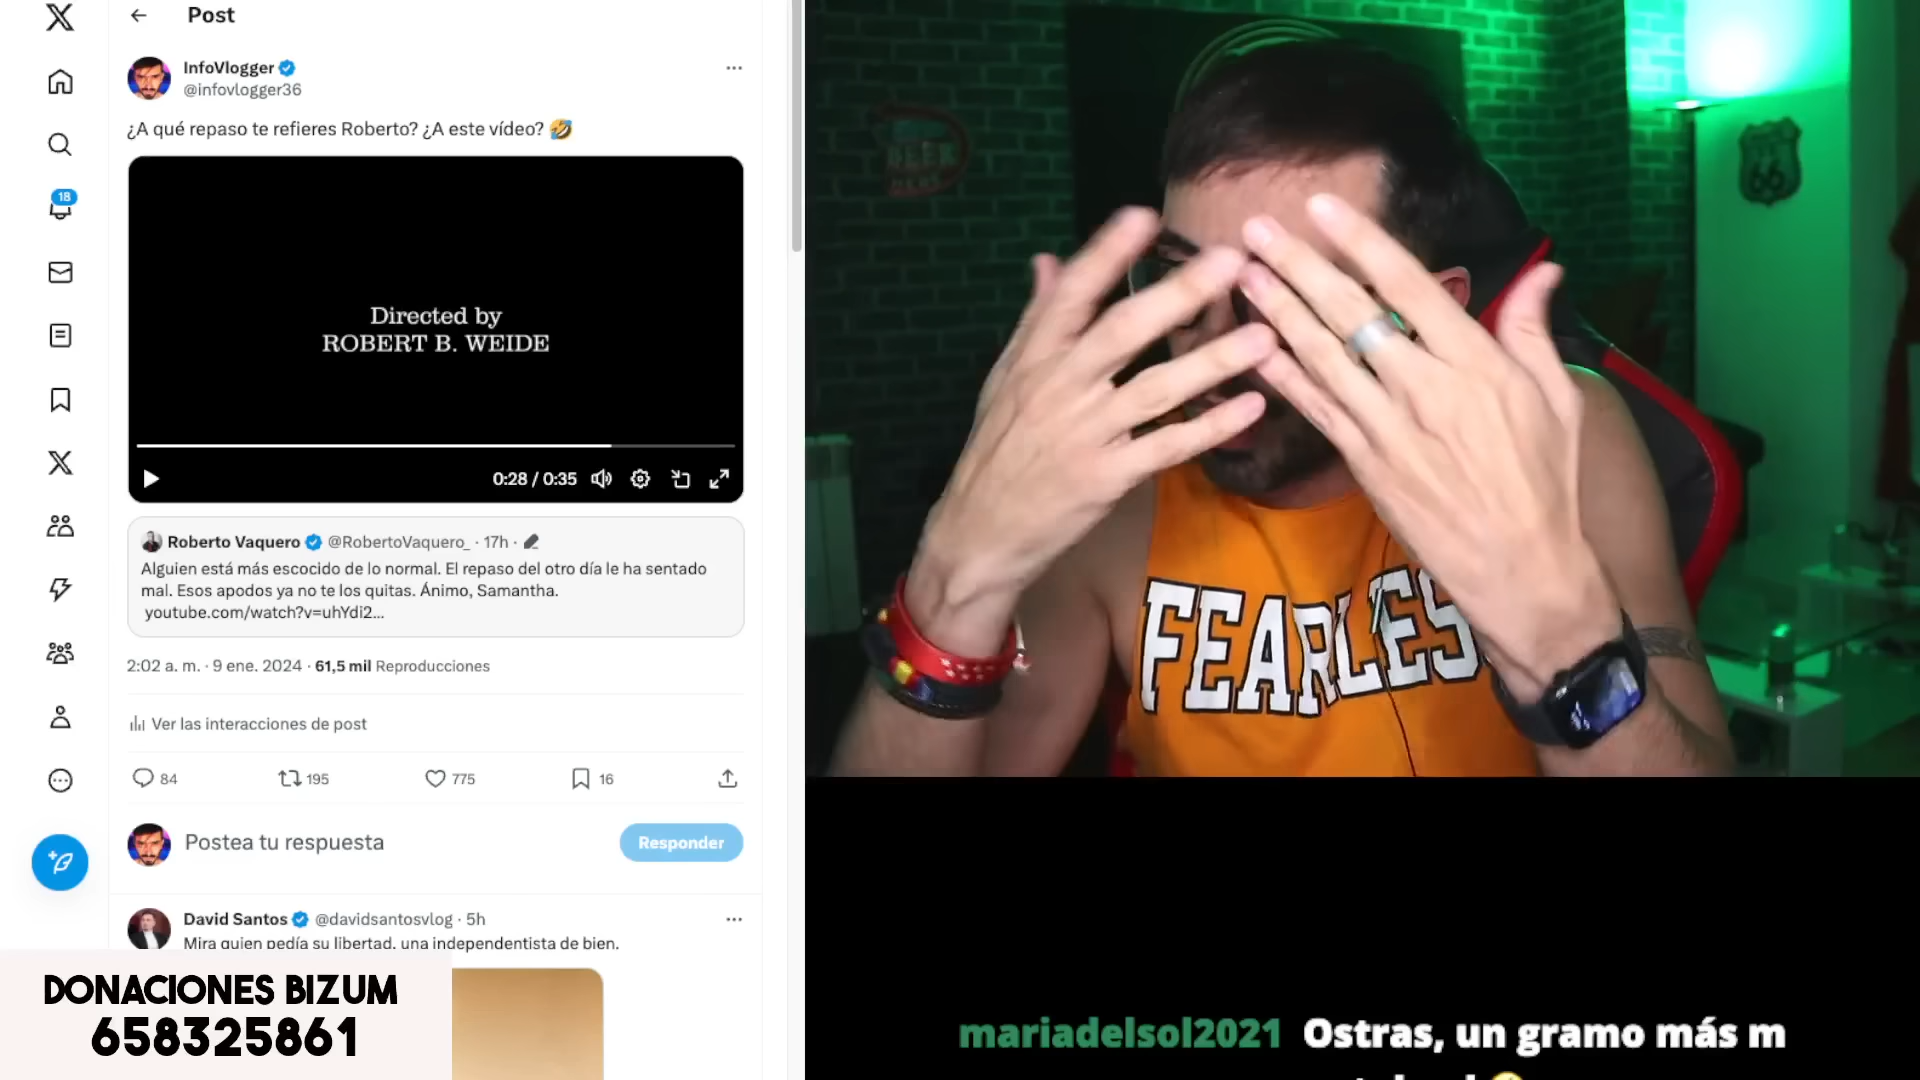 Post
InfoVlogger
@infovlogger36
¿A qué repaso te refieres Roberto? ¿A este vídeo? 🤣
Directed by
ROBERT B. WEIDE
0:28 / 0:35
Roberto Vaquero @RobertoVaquero_ · 17h ·
Alguien está más escocido de lo normal. El repaso del otro día le ha sentado
mal. Esos apodos ya no te los quitas. Ánimo, Samantha.
youtube.com/watch?v=uhYdi2...
2:02 a. m. · 9 ene. 2024 · 61,5 mil Reproducciones
Ver las interacciones de post
84 195 775 16
Postea tu respuesta
Responder
David Santos @davidsantosvlog · 5h
Mira quien pedía su libertad, una independentista de bien.
18
DONACIONES BIZUM
658325861
FEARLESS
66
mariadelsol2021 Ostras, un gramo más m